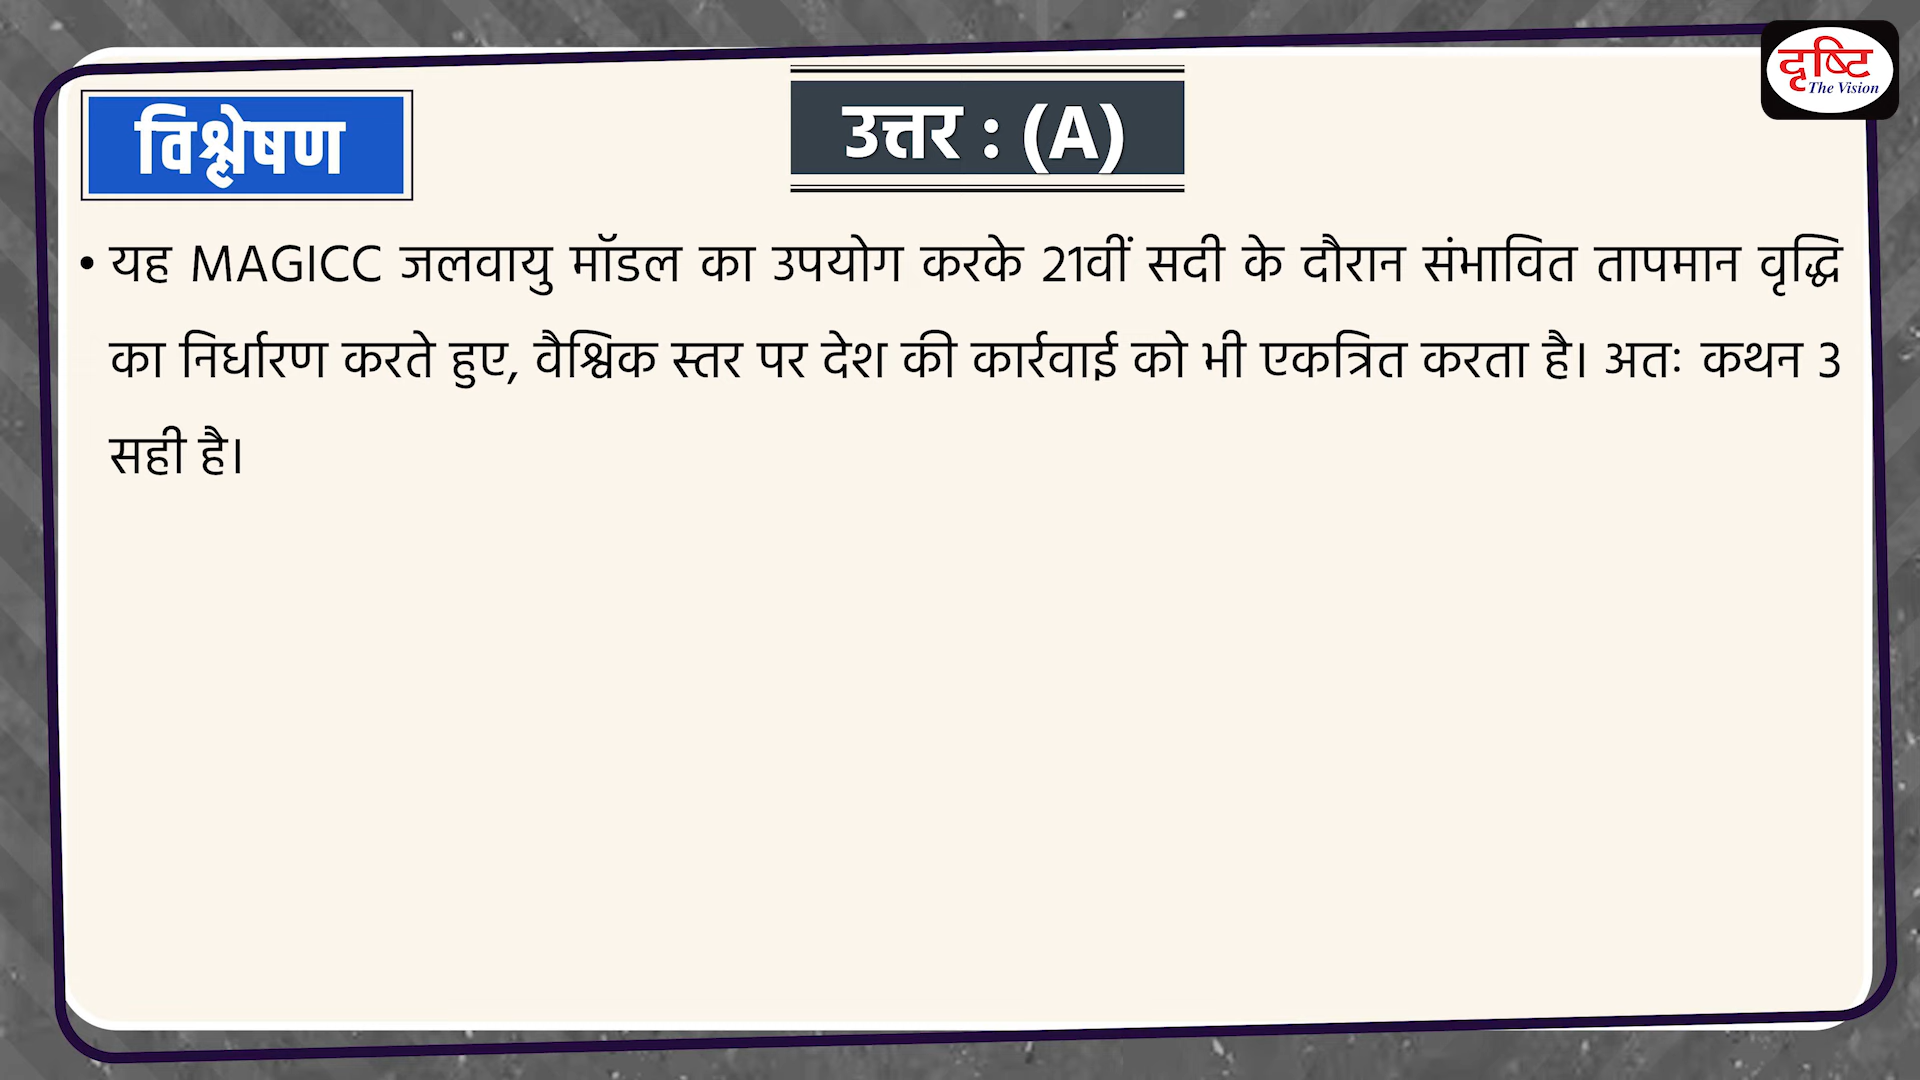 दृष्टि
The Vision
विश्लेषण
उत्तर : (A)
• यह MAGICC जलवायु मॉडल का उपयोग करके 21वीं सदी के दौरान संभावित तापमान वृद्धि
का निर्धारण करते हुए, वैश्विक स्तर पर देश की कार्रवाई को भी एकत्रित करता है। अतः कथन 3
सही है।